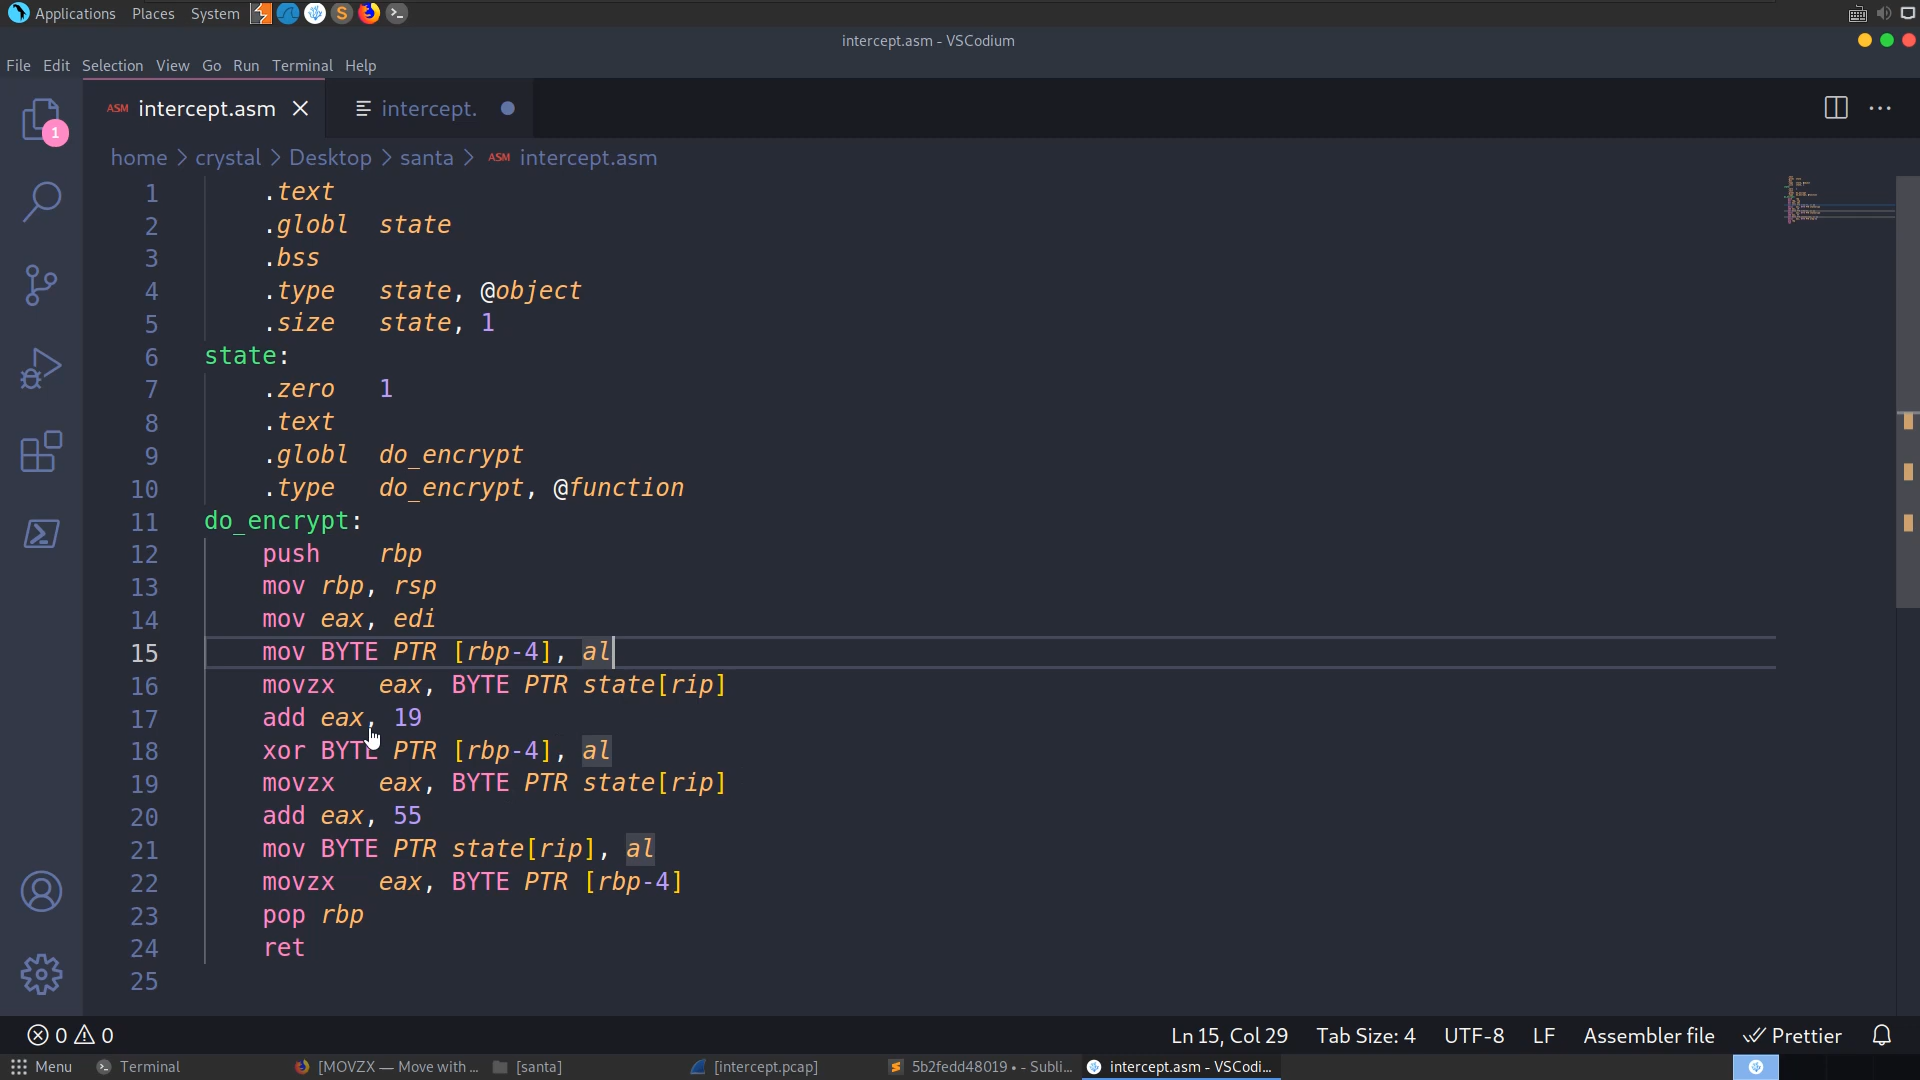 Applications Places System
intercept.asm - VSCodium
File Edit Selection View Go Run Terminal Help
1
ASM intercept.asm intercept.
home > crystal > Desktop > santa > ASM intercept.asm
1 .text
2 .globl state
3 .bss
4 .type state, @object
5 .size state, 1
6 state:
7 .zero 1
8 .text
9 .globl do_encrypt
10 .type do_encrypt, @function
11 do_encrypt:
12 push rbp
13 mov rbp, rsp
14 mov eax, edi
15 mov BYTE PTR [rbp-4], al
16 movzx eax, BYTE PTR state[rip]
17 add eax, 19
18 xor BYTE PTR [rbp-4], al
19 movzx eax, BYTE PTR state[rip]
20 add eax, 55
21 mov BYTE PTR state[rip], al
22 movzx eax, BYTE PTR [rbp-4]
23 pop rbp
24 ret
25
0 0 Ln 15, Col 29 Tab Size: 4 UTF-8 LF Assembler file Prettier
Menu Terminal [MOVZX — Move with ... [santa] [intercept.pcap] 5b2fedd48019 • - Subli... intercept.asm - VSCodi...